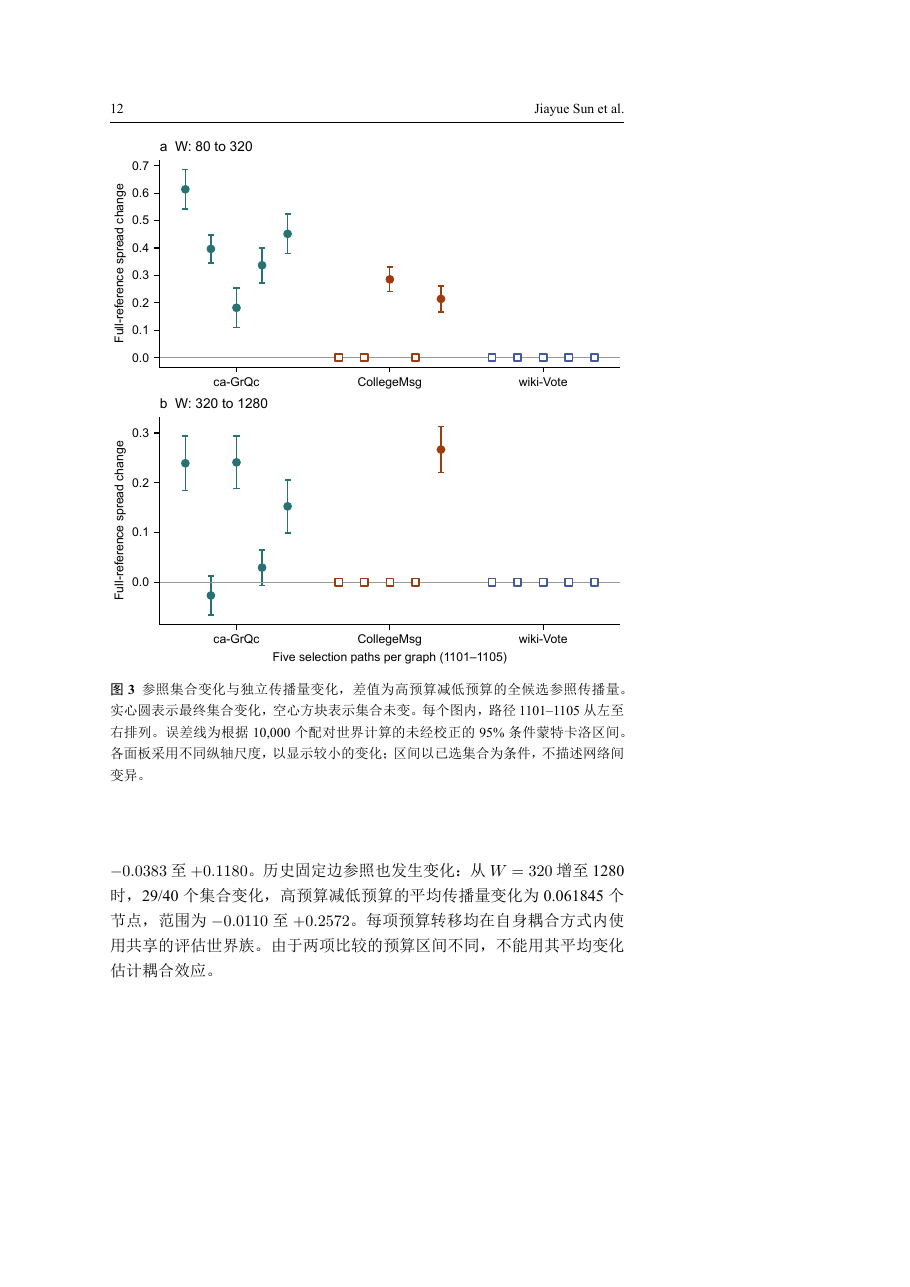 12 Jiayue Sun et al.
a W: 80 to 320
Full-reference spread change
0.7
0.6
0.5
0.4
0.3
0.2
0.1
0.0
ca-GrQc CollegeMsg wiki-Vote
b W: 320 to 1280
Full-reference spread change
0.3
0.2
0.1
0.0
ca-GrQc CollegeMsg wiki-Vote
Five selection paths per graph (1101–1105)
图 3 参照集合变化与独立传播量变化，差值为高预算减低预算的全候选参照传播量。
实心圆表示最终集合变化，空心方块表示集合未变。每个图内，路径 1101–1105 从左至
右排列。误差线为根据 10,000 个配对世界计算的未经校正的 95% 条件蒙特卡洛区间。
各面板采用不同纵轴尺度，以显示较小的变化；区间以已选集合为条件，不描述网络间
变异。
−0.0383 至 +0.1180。历史固定边参照也发生变化：从 W = 320 增至 1280
时，29/40 个集合变化，高预算减低预算的平均传播量变化为 0.061845 个
节点，范围为 −0.0110 至 +0.2572。每项预算转移均在自身耦合方式内使
用共享的评估世界族。由于两项比较的预算区间不同，不能用其平均变化
估计耦合效应。